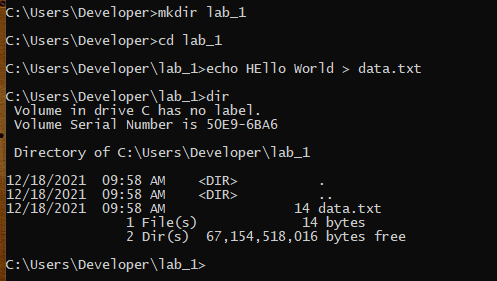 C:\Users\Developer>mkdir lab_1
C:\Users\Developer>cd lab_1
C:\Users\Developer\lab_1>echo HEllo World > data.txt
C:\Users\Developer\lab_1>dir
Volume in drive C has no label.
Volume Serial Number is 50E9-6BA6
Directory of C:\Users\Developer\lab_1
12/18/2021  09:58 AM    <DIR>          .
12/18/2021  09:58 AM    <DIR>          ..
12/18/2021  09:58 AM                14 data.txt
1 File(s)             14 bytes
2 Dir(s)  67,154,518,016 bytes free
C:\Users\Developer\lab_1>